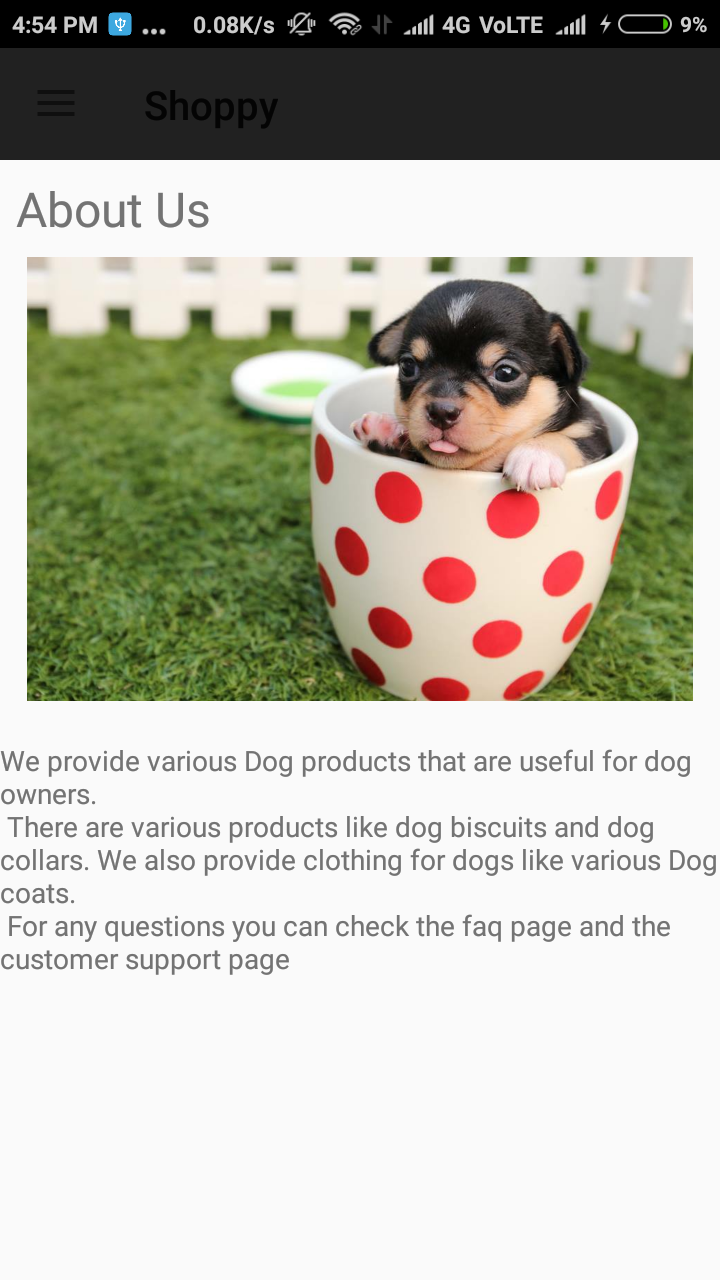 4:54 PM ... 0.08K/s 4G VoLTE 9%
Shoppy
About Us
We provide various Dog products that are useful for dog
owners.
There are various products like dog biscuits and dog
collars. We also provide clothing for dogs like various Dog
coats.
For any questions you can check the faq page and the
customer support page